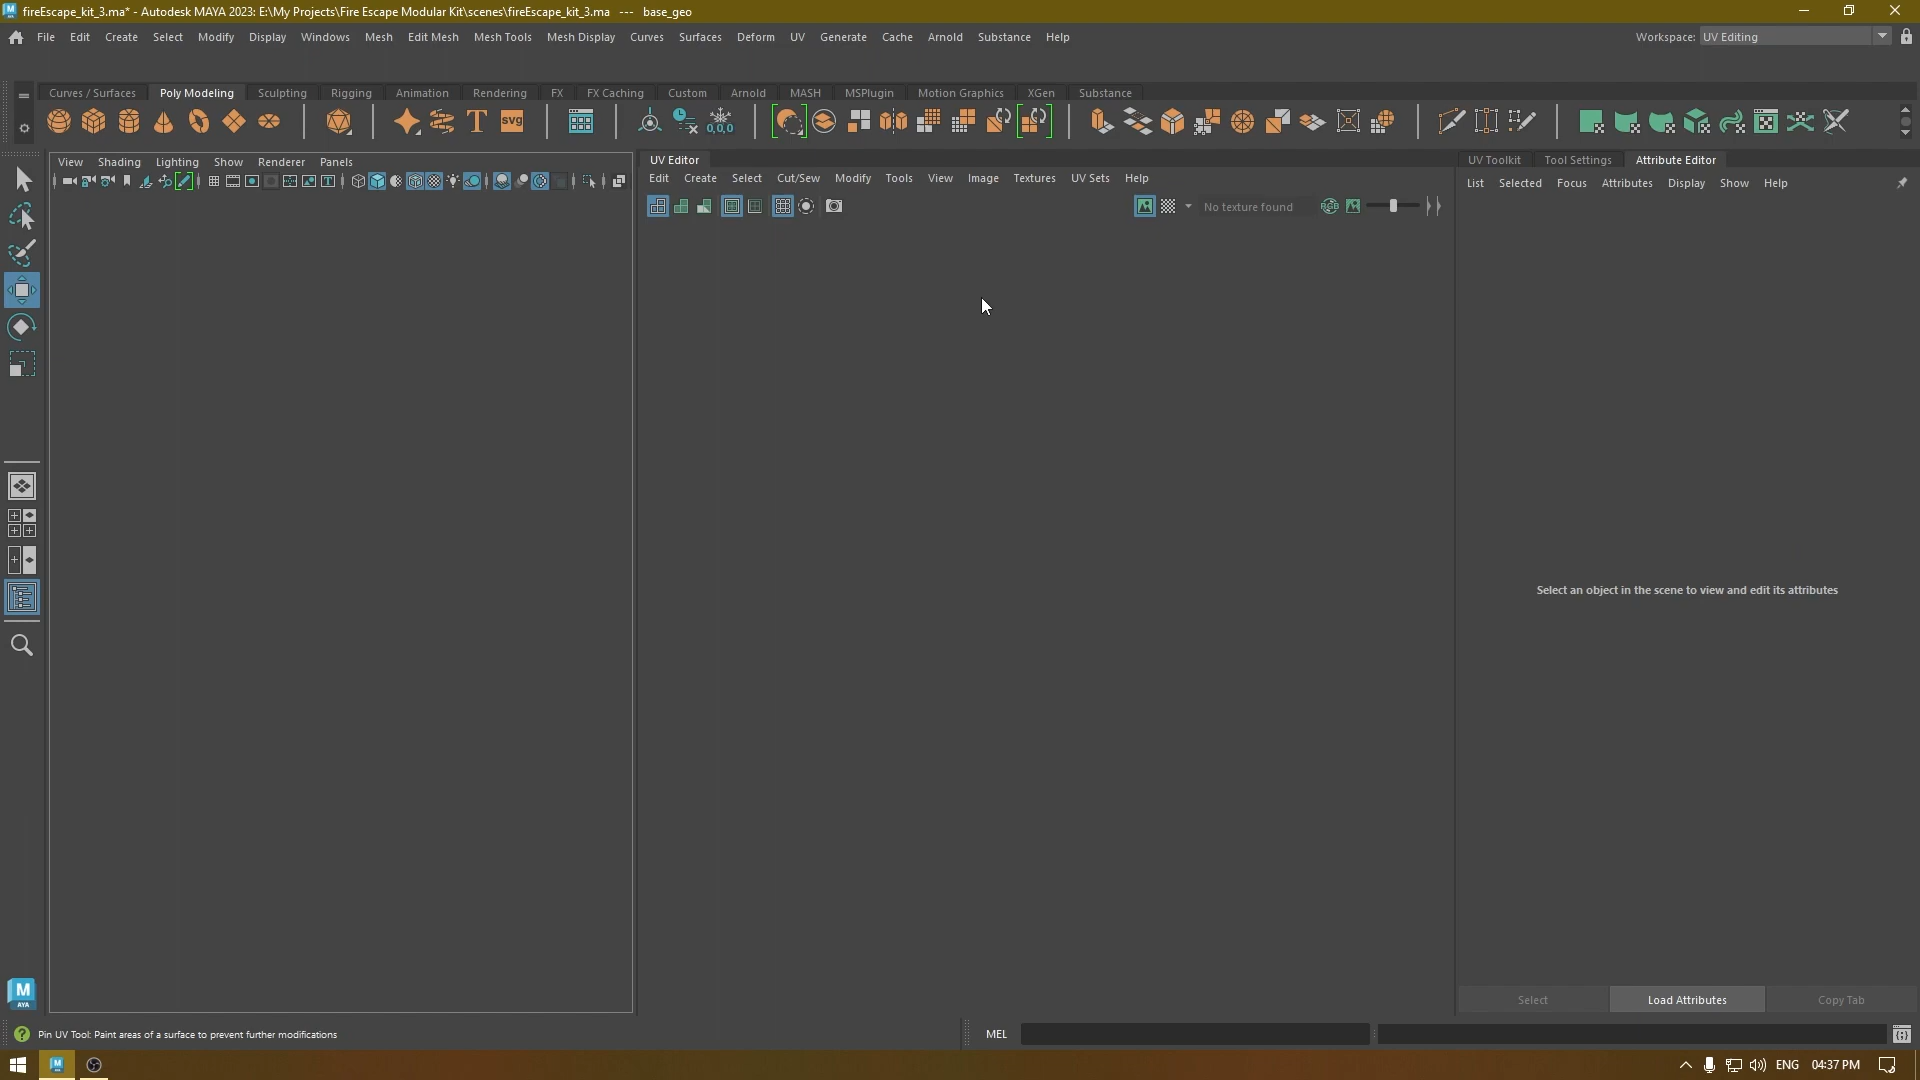 fireEscape_kit_3.ma* - Autodesk MAYA 2023: E:\My Projects\Fire Escape Modular Kit\scenes\fireEscape_kit_3.ma --- base_geo
File Edit Create Select Modify Display Windows Mesh Edit Mesh Mesh Tools Mesh Display Curves Surfaces Deform UV Generate Cache Arnold Substance Help
Workspace: UV Editing
Curves / Surfaces Poly Modeling Sculpting Rigging Animation Rendering FX FX Caching Custom Arnold MASH MSPlugin Motion Graphics XGen Substance
T SVG 0,0,0
View Shading Lighting Show Renderer Panels
UV Editor
UV Toolkit Tool Settings Attribute Editor
Edit Create Select Cut/Sew Modify Tools View Image Textures UV Sets Help
List Selected Focus Attributes Display Show Help
No texture found
RGB
Select an object in the scene to view and edit its attributes
Select Load Attributes Copy Tab
M
AYA
Pin UV Tool: Paint areas of a surface to prevent further modifications
MEL
ENG 04:37 PM